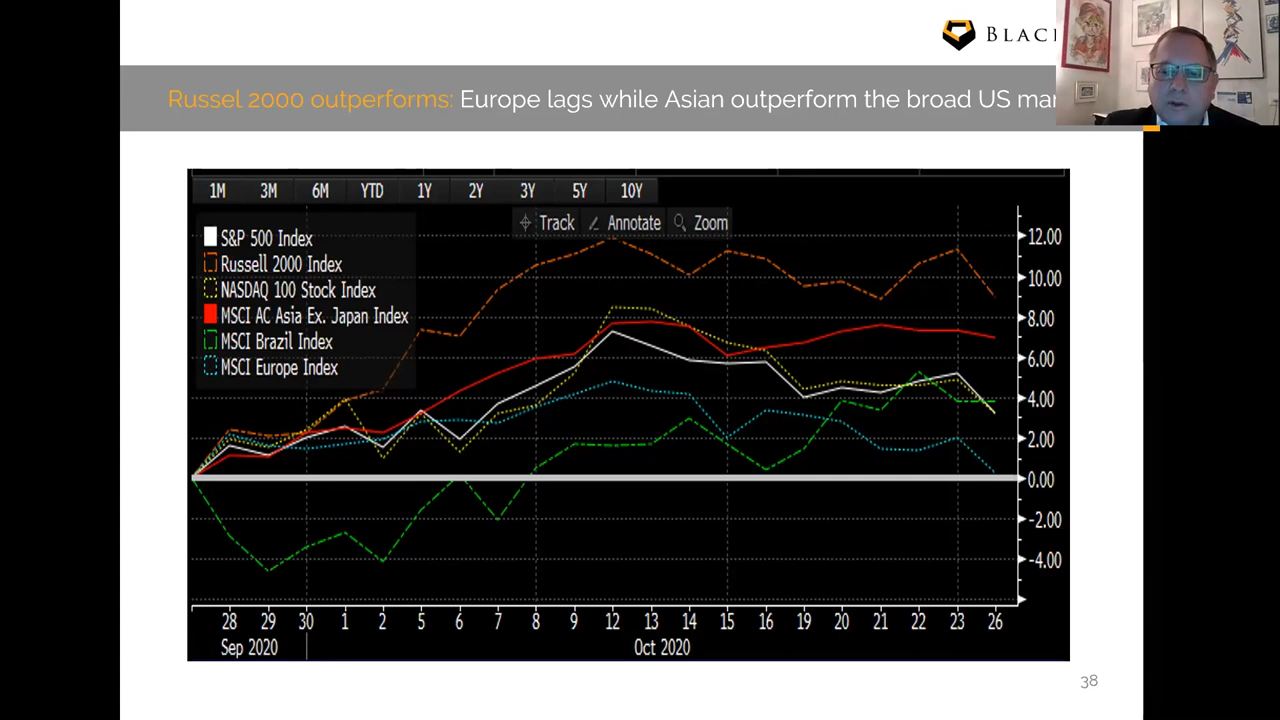 BLACK
Russel 2000 outperforms: Europe lags while Asian outperform the broad US mar
1M 3M 6M YTD 1Y 2Y 3Y 5Y 10Y
Track Annotate Zoom
S&P 500 Index
Russell 2000 Index
NASDAQ 100 Stock Index
MSCI AC Asia Ex. Japan Index
MSCI Brazil Index
MSCI Europe Index
12.00
10.00
8.00
6.00
4.00
2.00
0.00
-2.00
-4.00
28 29 30 1 2 5 6 7 8 9 12 13 14 15 16 19 20 21 22 23 26
Sep 2020 Oct 2020
38